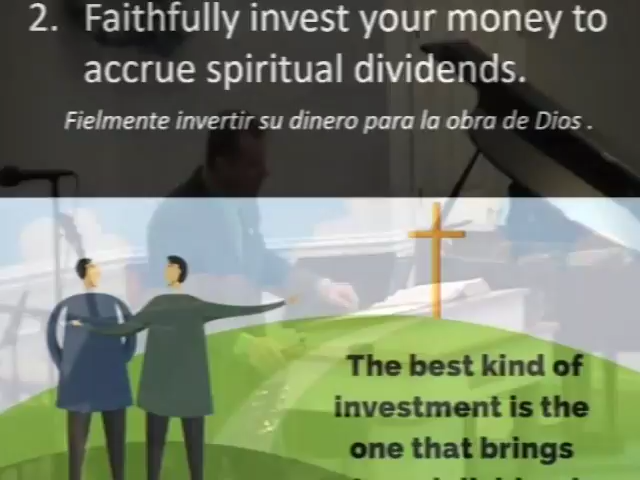 2. Faithfully invest your money to
accrue spiritual dividends.
Fielmente invertir su dinero para la obra de Dios .
The best kind of
investment is the
one that brings